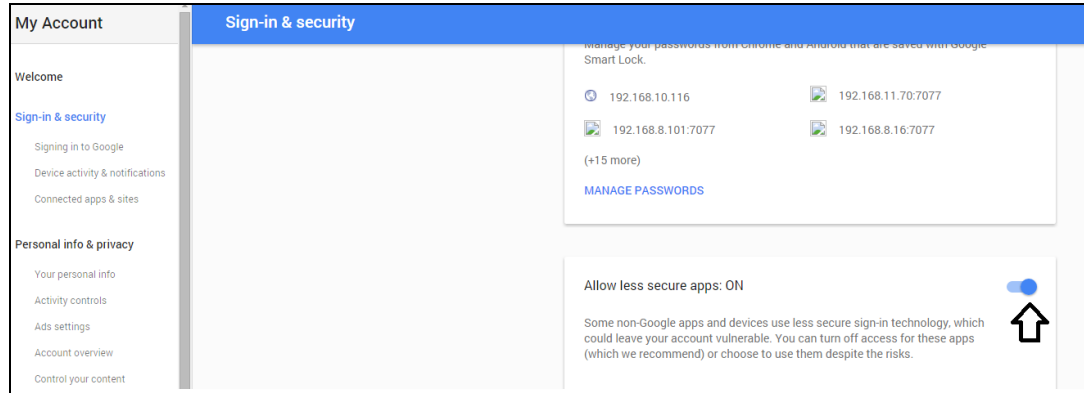 My Account
Sign-in & security
Welcome
Sign-in & security
Signing in to Google
Device activity & notifications
Connected apps & sites
Personal info & privacy
Your personal info
Activity controls
Ads settings
Account overview
Control your content
Manage your passwords from Chrome and Android that are saved with Google
Smart Lock.
192.168.10.116
192.168.11.70:7077
192.168.8.101:7077
192.168.8.16:7077
(+15 more)
MANAGE PASSWORDS
Allow less secure apps: ON
Some non-Google apps and devices use less secure sign-in technology, which
could leave your account vulnerable. You can turn off access for these apps
(which we recommend) or choose to use them despite the risks.